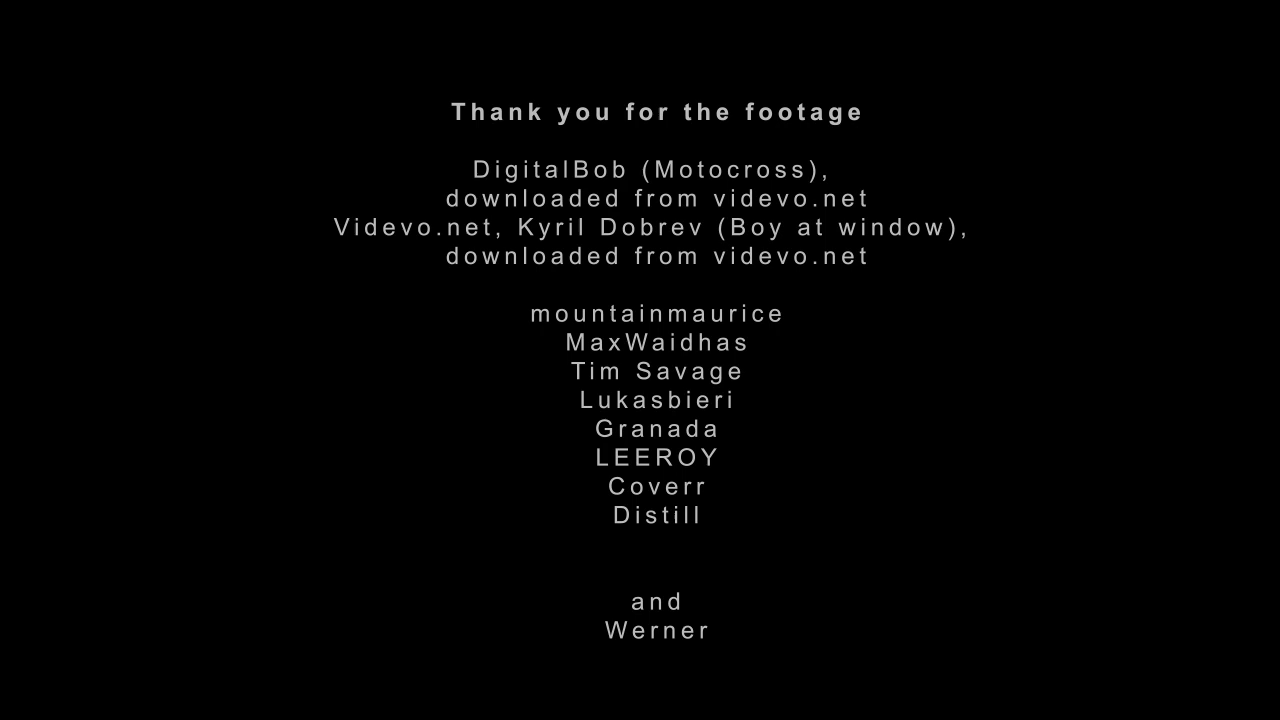 Thank you for the footage
DigitalBob (Motocross),
downloaded from videvo.net
Videvo.net, Kyril Dobrev (Boy at window),
downloaded from videvo.net
mountainmaurice
MaxWaidhas
Tim Savage
Lukasbieri
Granada
LEEROY
Coverr
Distill
and
Werner